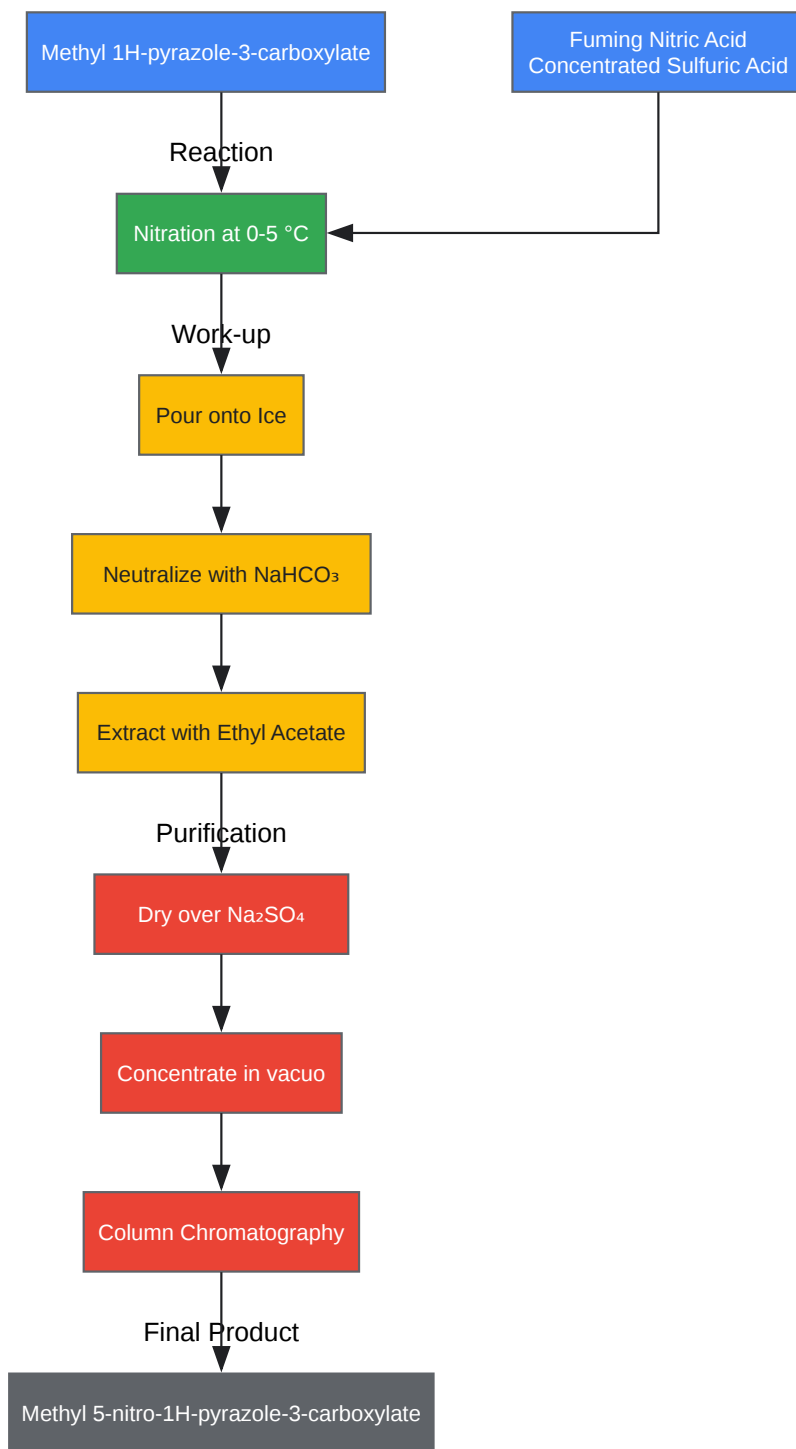 Methyl 1H-pyrazole-3-carboxylate
Fuming Nitric Acid
Concentrated Sulfuric Acid
Reaction
Nitration at 0-5 °C
Work-up
Pour onto Ice
Neutralize with NaHCO₃
Extract with Ethyl Acetate
Purification
Dry over Na₂SO₄
Concentrate in vacuo
Column Chromatography
Final Product
Methyl 5-nitro-1H-pyrazole-3-carboxylate